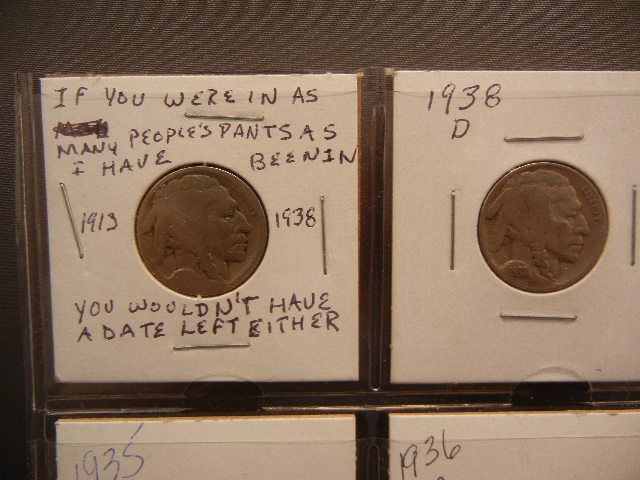 IF YOU WERE IN AS
MANY PEOPLE'S PANTS AS
I HAVE BEEN IN
1913 1938
YOU WOULDN'T HAVE
A DATE LEFT EITHER
1938
D
1935
1936